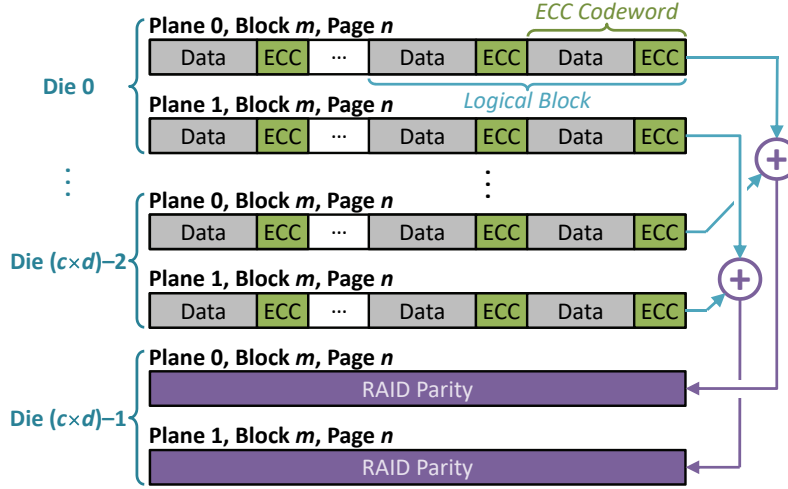 ECC Codeword
Plane 0, Block m, Page n
Data ECC ... Data ECC Data ECC
Die 0
Logical Block
Plane 1, Block m, Page n
Data ECC ... Data ECC Data ECC
⋮ ⋮
+
Plane 0, Block m, Page n
Data ECC ... Data ECC Data ECC
Die (c×d)–2
Plane 1, Block m, Page n
+
Data ECC ... Data ECC Data ECC
Plane 0, Block m, Page n
RAID Parity
Die (c×d)–1
Plane 1, Block m, Page n
RAID Parity